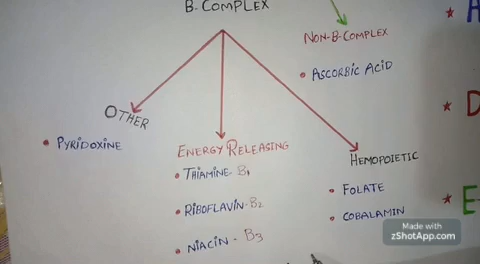 B-COMPLEX
NON-B-COMPLEX
• ASCORBIC ACID
OTHER
• PYRIDOXINE
ENERGY RELEASING
• THIAMINE- B₁
• RIBOFLAVIN- B₂
• NIACIN - B₃
HEMOPOIETIC
• FOLATE
• COBALAMIN
D
E
Made with
zShotApp.com